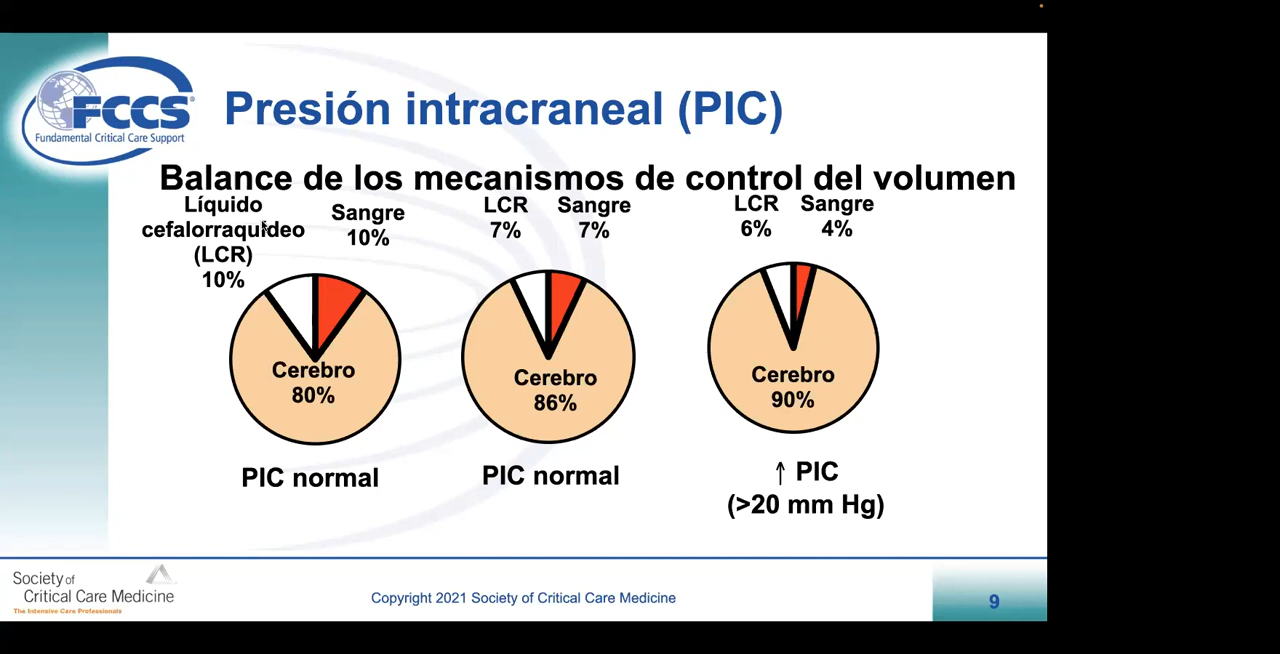 FCCS
Fundamental Critical Care Support
Presión intracraneal (PIC)
Balance de los mecanismos de control del volumen
Líquido
cefalorraquídeo
(LCR)
10%
Sangre
10%
LCR
7%
Sangre
7%
LCR
6%
Sangre
4%
Cerebro
80%
Cerebro
86%
Cerebro
90%
PIC normal
PIC normal
↑ PIC
(>20 mm Hg)
Society of
Critical Care Medicine
The Intensive Care Professionals
Copyright 2021 Society of Critical Care Medicine
9